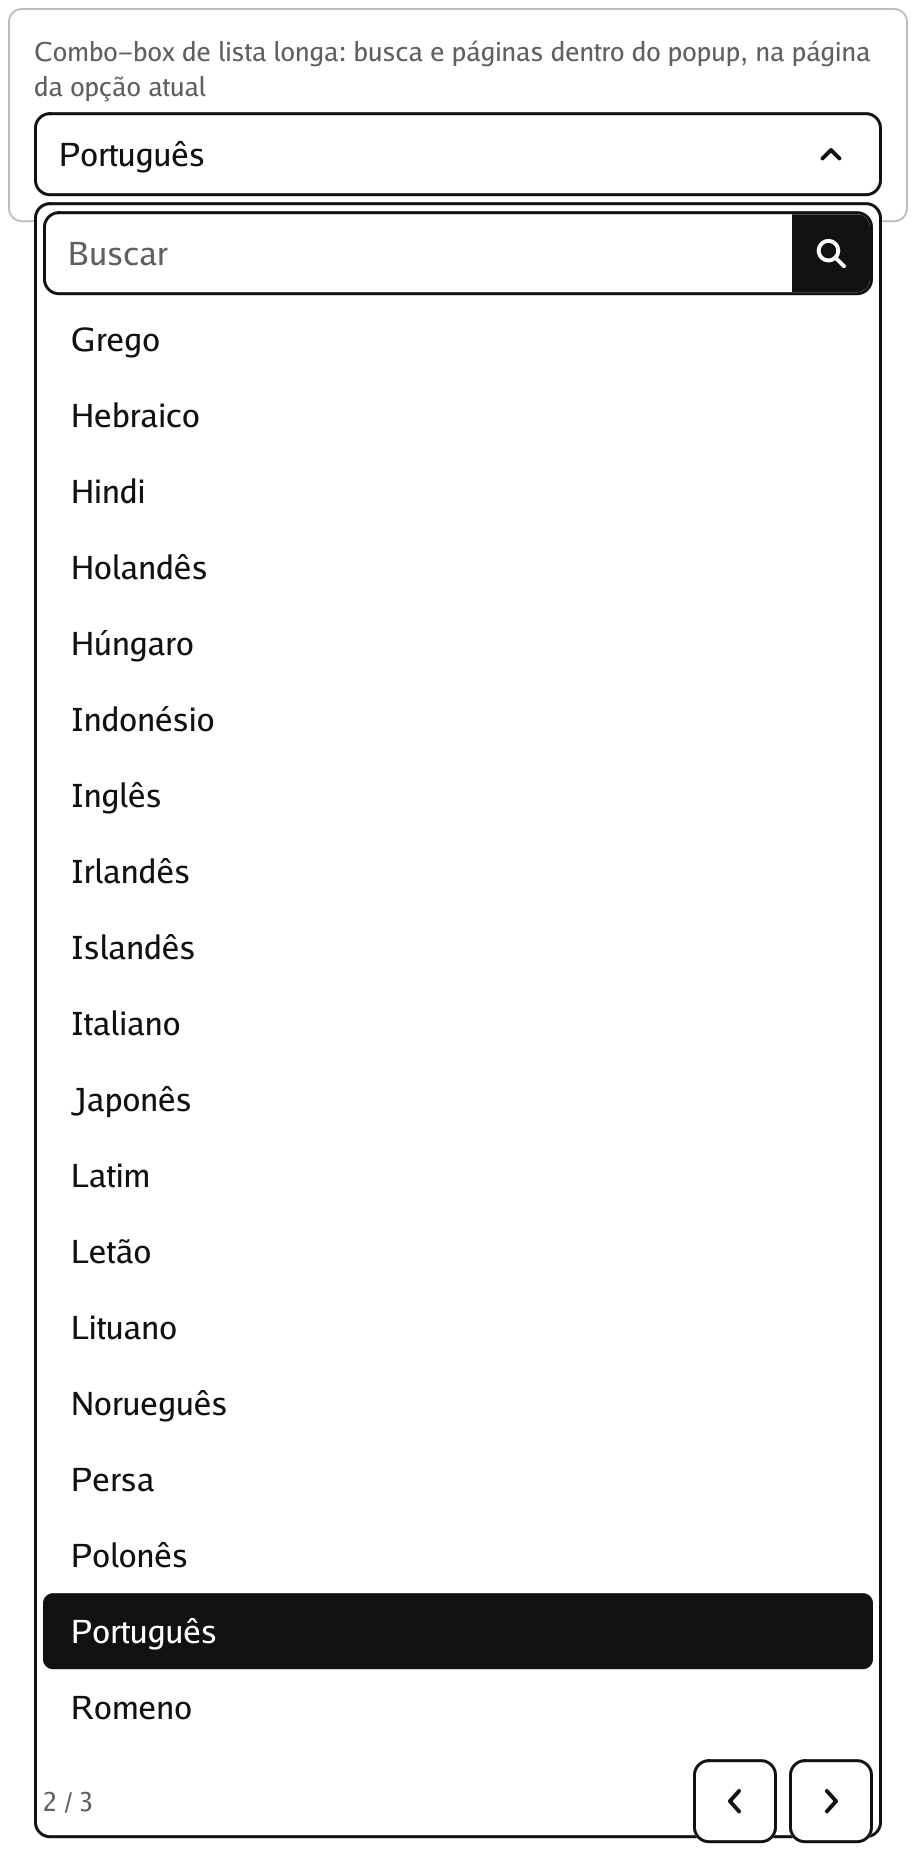 Combo-box de lista longa: busca e páginas dentro do popup, na página
da opção atual
Português
Buscar
Grego
Hebraico
Hindi
Holandês
Húngaro
Indonésio
Inglês
Irlandês
Islandês
Italiano
Japonês
Latim
Letão
Lituano
Norueguês
Persa
Polonês
Português
Romeno
2 / 3